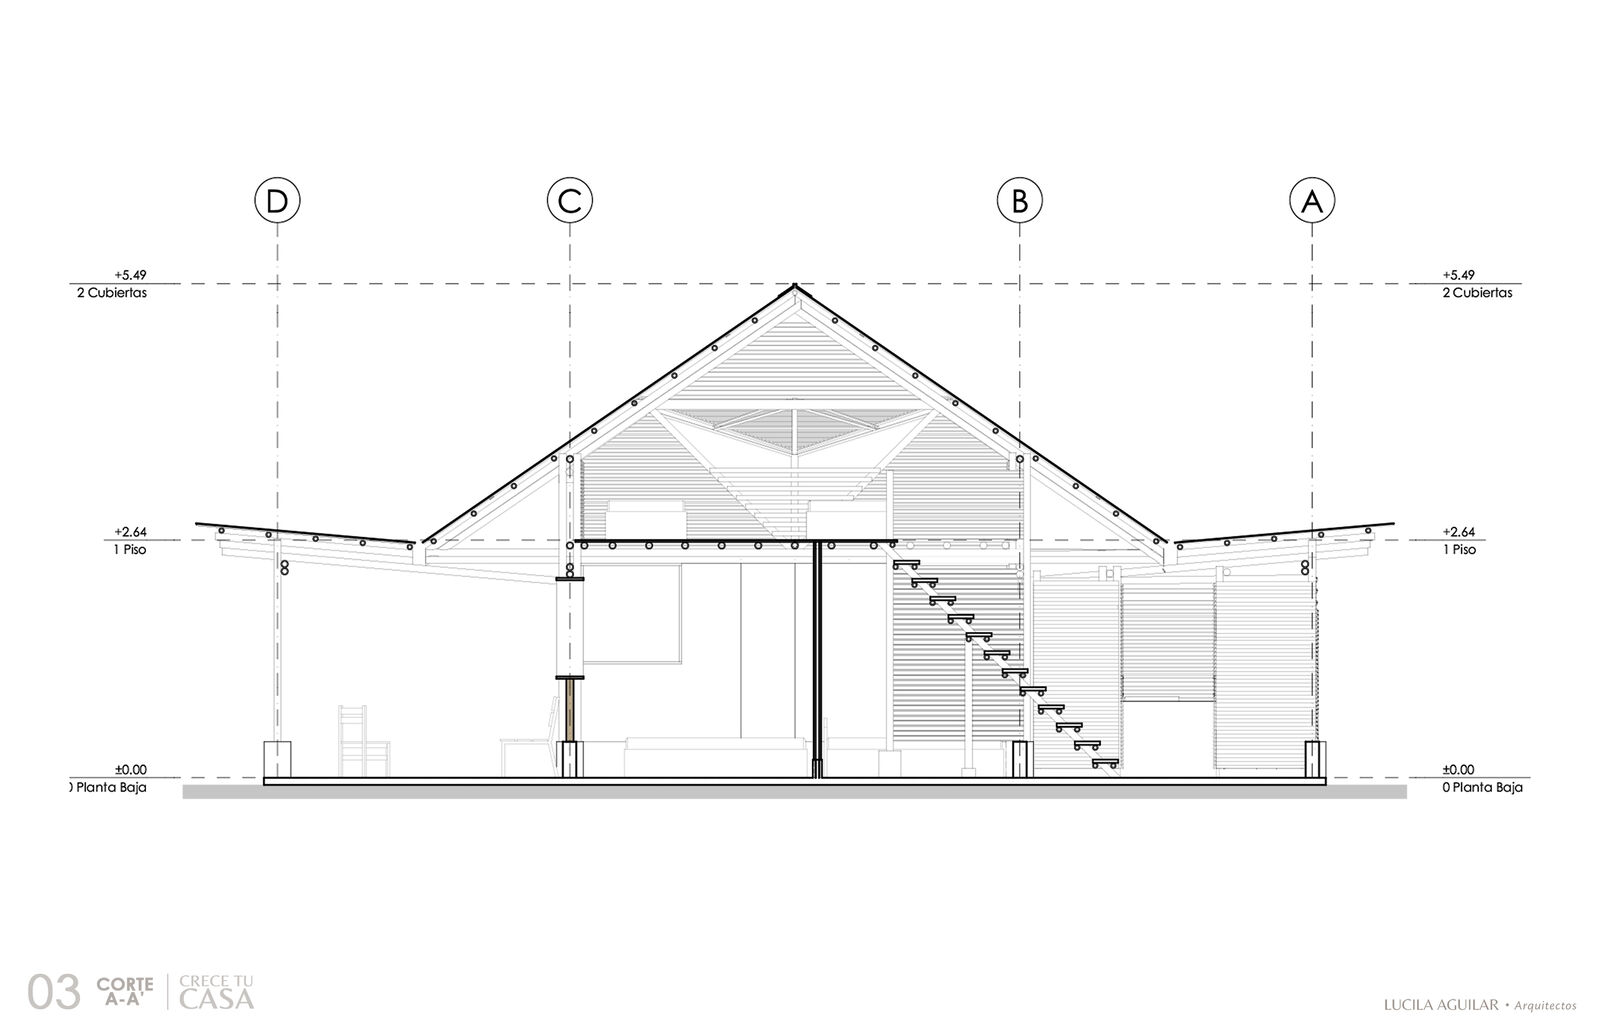 D C B A
+5.49
2 Cubiertas
+5.49
2 Cubiertas
+2.64
1 Piso
+2.64
1 Piso
±0.00
0 Planta Baja
±0.00
0 Planta Baja
03 CORTE A-A' CRECE TU CASA
LUCILA AGUILAR • Arquitectos